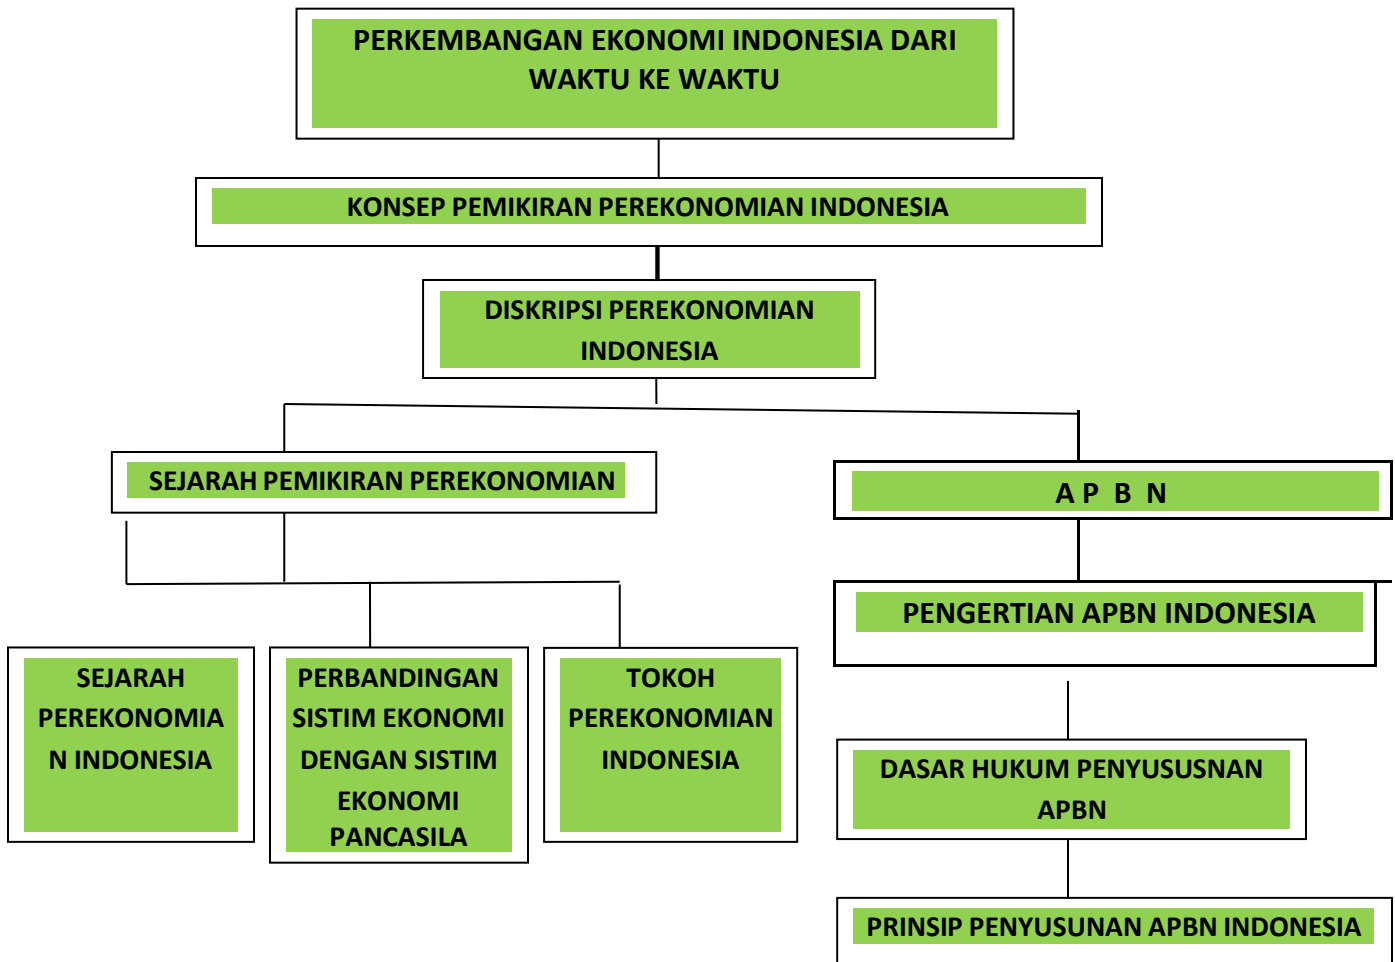 PERKEMBANGAN EKONOMI INDONESIA DARI
WAKTU KE WAKTU
KONSEP PEMIKIRAN PEREKONOMIAN INDONESIA
DISKRIPSI PEREKONOMIAN
INDONESIA
SEJARAH PEMIKIRAN PEREKONOMIAN
A P B N
PENGERTIAN APBN INDONESIA
SEJARAH
PEREKONOMIA
N INDONESIA
PERBANDINGAN
SISTIM EKONOMI
DENGAN SISTIM
EKONOMI
PANCASILA
TOKOH
PEREKONOMIAN
INDONESIA
DASAR HUKUM PENYUSUSNAN
APBN
PRINSIP PENYUSUNAN APBN INDONESIA